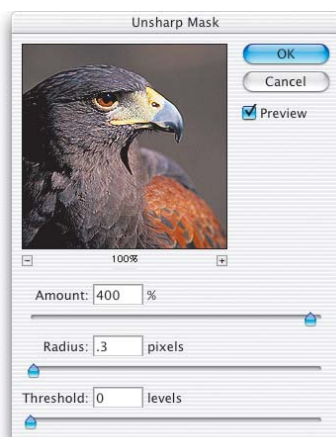 Unsharp Mask
OK
Cancel
Preview
100%
Amount: 400 %
Radius: .3 pixels
Threshold: 0 levels